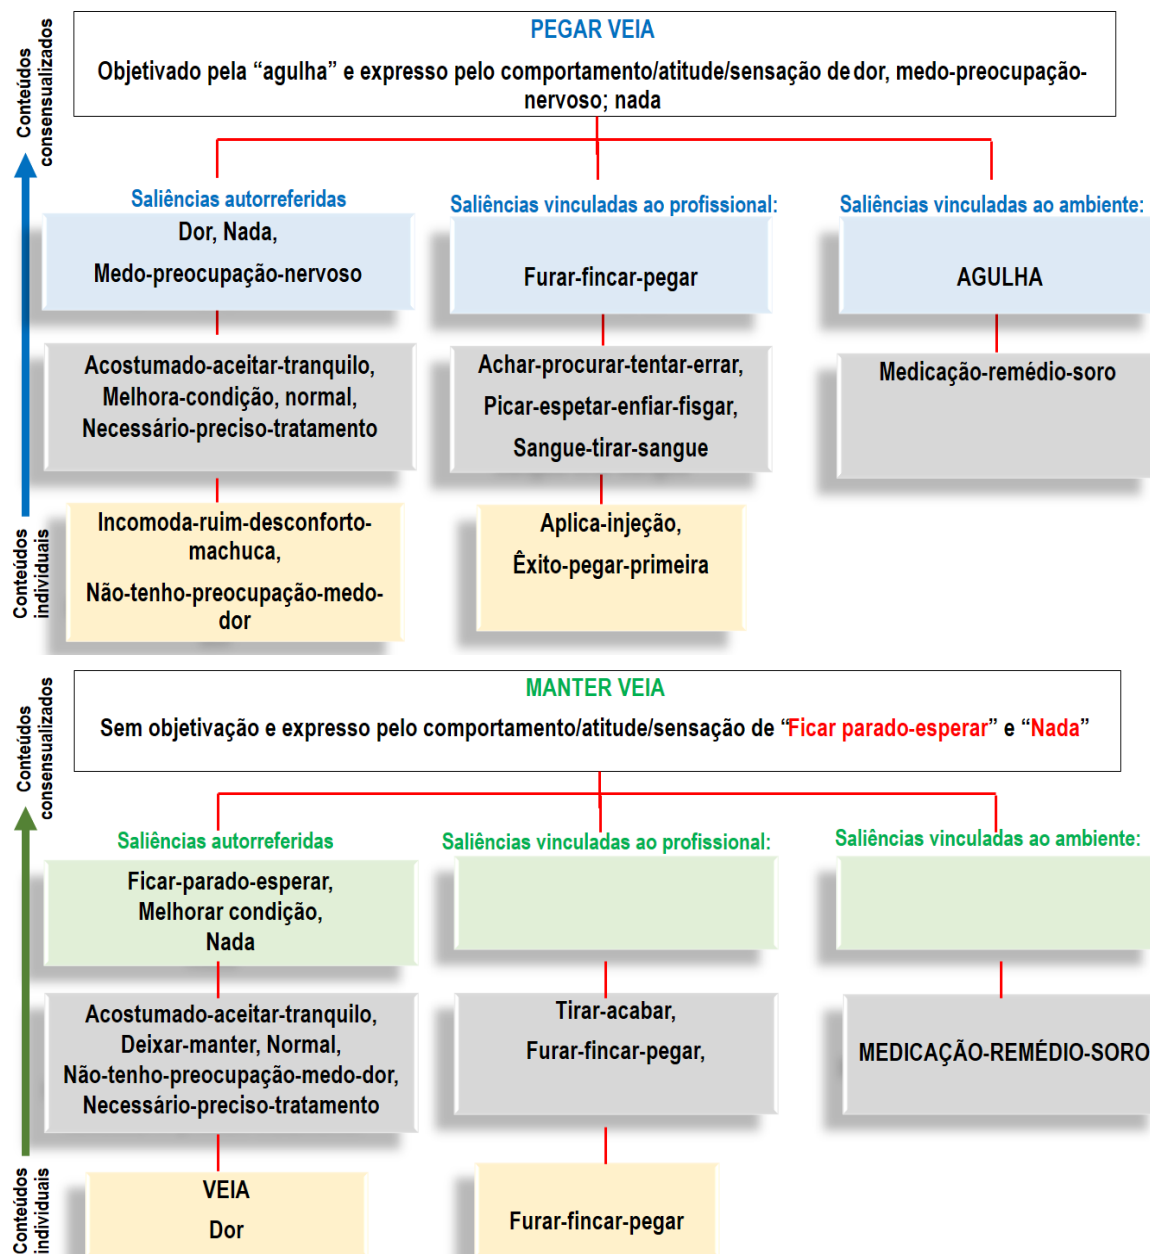 PEGAR VEIA
Objetivado pela “agulha” e expresso pelo comportamento/atitude/sensação de dor, medo-preocupação-
nervoso; nada
Conteúdos
consensualizados
Conteúdos
individuais
Saliências autorreferidas
Dor, Nada,
Medo-preocupação-nervoso
Acostumado-aceitar-tranquilo,
Melhora-condição, normal,
Necessário-preciso-tratamento
Incomoda-ruim-desconforto-
machuca,
Não-tenho-preocupação-medo-
dor
Saliências vinculadas ao profissional:
Furar-fincar-pegar
Achar-procurar-tentar-errar,
Picar-espetar-enfiar-fisgar,
Sangue-tirar-sangue
Aplica-injeção,
Êxito-pegar-primeira
Saliências vinculadas ao ambiente:
AGULHA
Medicação-remédio-soro
MANTER VEIA
Sem objetivação e expresso pelo comportamento/atitude/sensação de “Ficar parado-esperar” e “Nada”
Conteúdos
consensualizados
Conteúdos
individuais
Saliências autorreferidas
Ficar-parado-esperar,
Melhorar condição,
Nada
Acostumado-aceitar-tranquilo,
Deixar-manter, Normal,
Não-tenho-preocupação-medo-dor,
Necessário-preciso-tratamento
VEIA
Dor
Saliências vinculadas ao profissional:
Tirar-acabar,
Furar-fincar-pegar,
Furar-fincar-pegar
Saliências vinculadas ao ambiente:
MEDICAÇÃO-REMÉDIO-SORO